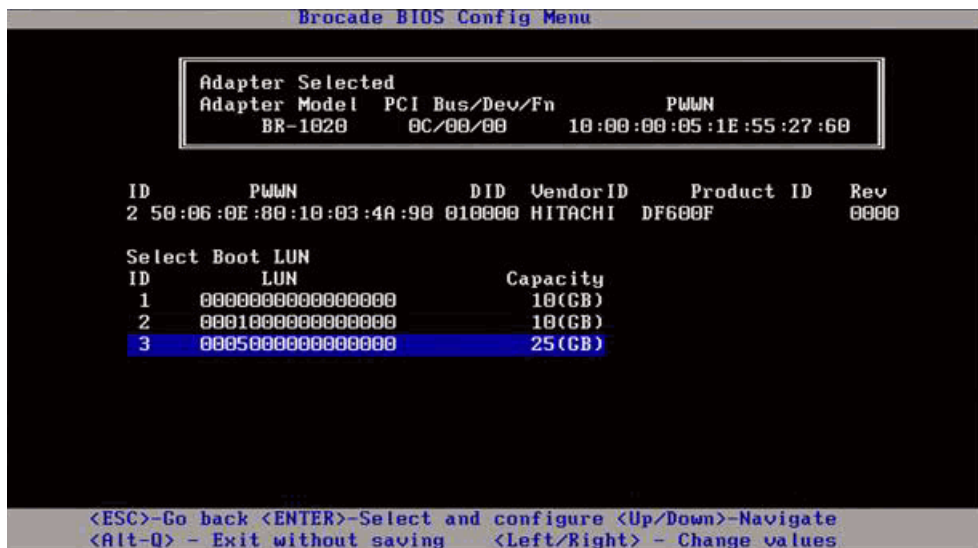 Brocade BIOS Config Menu
Adapter Selected
Adapter Model PCI Bus/Dev/Fn PWWN
BR-1020 0C/00/00 10:00:00:05:1E:55:27:60
ID PWWN DID VendorID Product ID Rev
2 50:06:0E:80:10:03:4A:90 010000 HITACHI DF600F 0000
Select Boot LUN
ID LUN Capacity
1 0000000000000000 10(GB)
2 0001000000000000 10(GB)
3 0005000000000000 25(GB)
<ESC>-Go back <ENTER>-Select and configure <Up/Down>-Navigate
<Alt-Q> - Exit without saving <Left/Right> - Change values